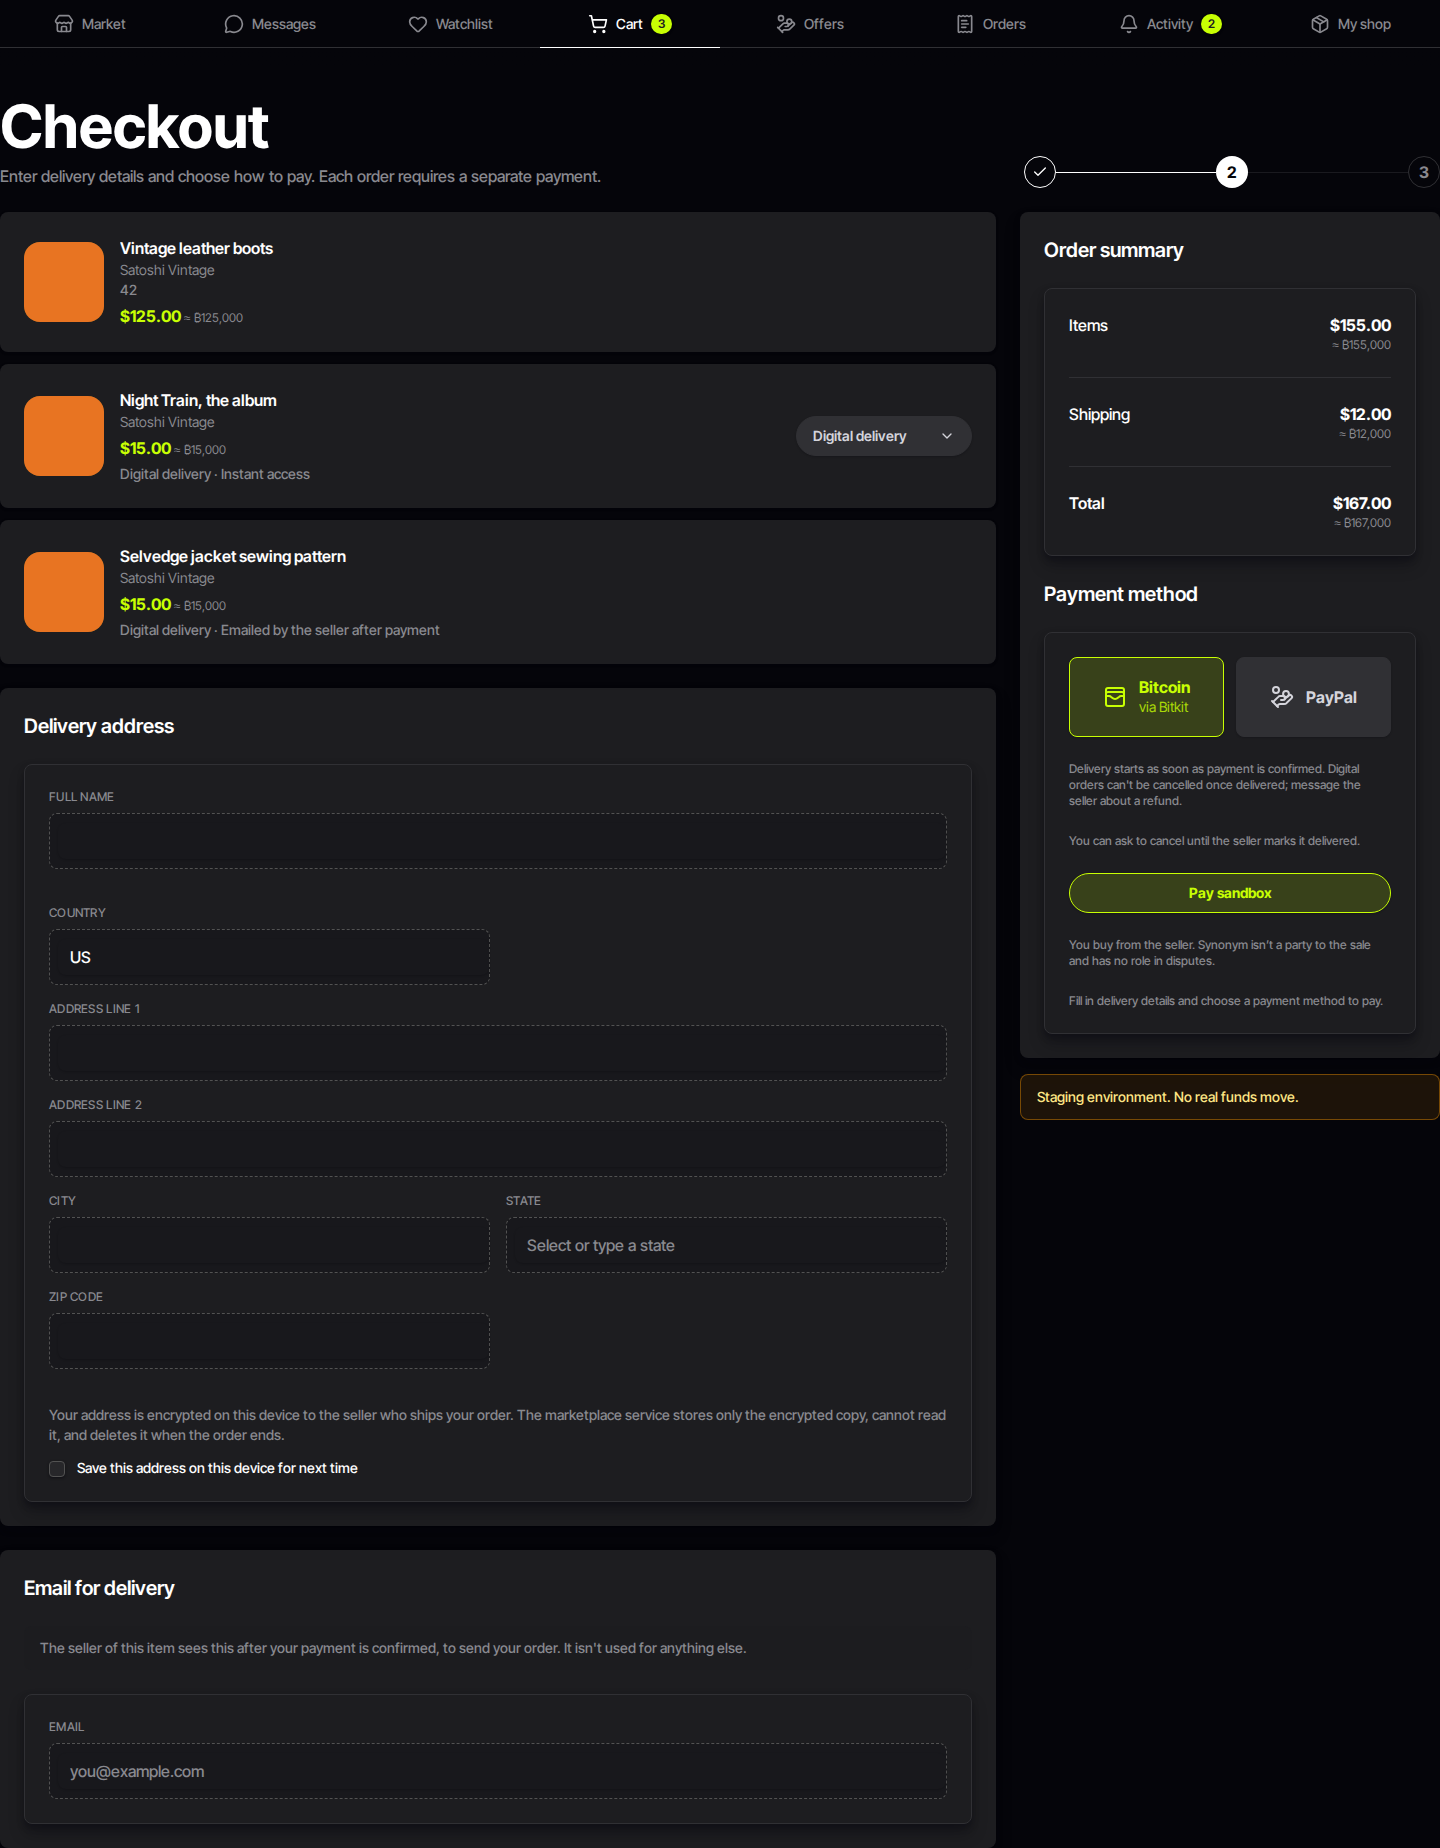 Market
Messages
Watchlist
Cart 3
Offers
Orders
Activity 2
My shop
Checkout
Enter delivery details and choose how to pay. Each order requires a separate payment.
2
3
Vintage leather boots
Satoshi Vintage
42
$125.00 ≈ ₿125,000
Night Train, the album
Satoshi Vintage
$15.00 ≈ ₿15,000
Digital delivery · Instant access
Digital delivery
Selvedge jacket sewing pattern
Satoshi Vintage
$15.00 ≈ ₿15,000
Digital delivery · Emailed by the seller after payment
Delivery address
FULL NAME
COUNTRY
US
ADDRESS LINE 1
ADDRESS LINE 2
CITY
STATE
Select or type a state
ZIP CODE
Your address is encrypted on this device to the seller who ships your order. The marketplace service stores only the encrypted copy, cannot read
it, and deletes it when the order ends.
Save this address on this device for next time
Email for delivery
The seller of this item sees this after your payment is confirmed, to send your order. It isn't used for anything else.
EMAIL
you@example.com
Order summary
Items
$155.00
≈ ₿155,000
Shipping
$12.00
≈ ₿12,000
Total
$167.00
≈ ₿167,000
Payment method
Bitcoin
via Bitkit
PayPal
Delivery starts as soon as payment is confirmed. Digital
orders can't be cancelled once delivered; message the
seller about a refund.
You can ask to cancel until the seller marks it delivered.
Pay sandbox
You buy from the seller. Synonym isn't a party to the sale
and has no role in disputes.
Fill in delivery details and choose a payment method to pay.
Staging environment. No real funds move.